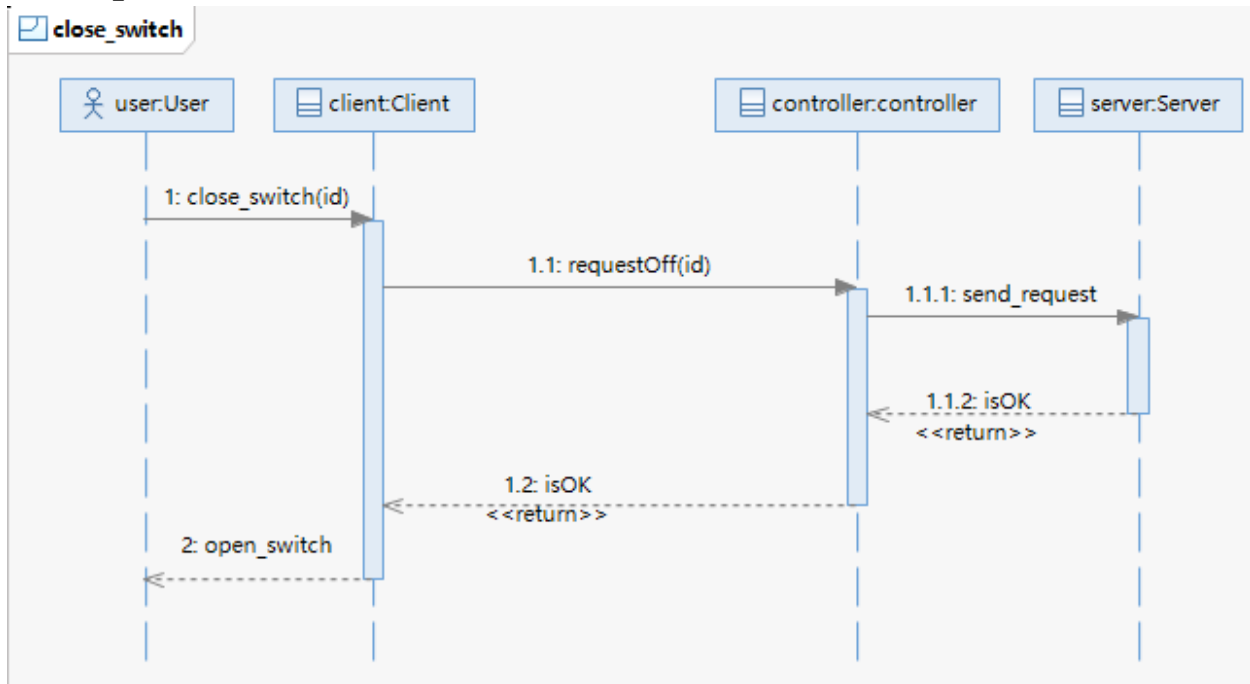 close_switch
user:User
client:Client
controller:controller
server:Server
1: close_switch(id)
1.1: requestOff(id)
1.1.1: send_request
1.1.2: isOK
<<return>>
1.2: isOK
<<return>>
2: open_switch